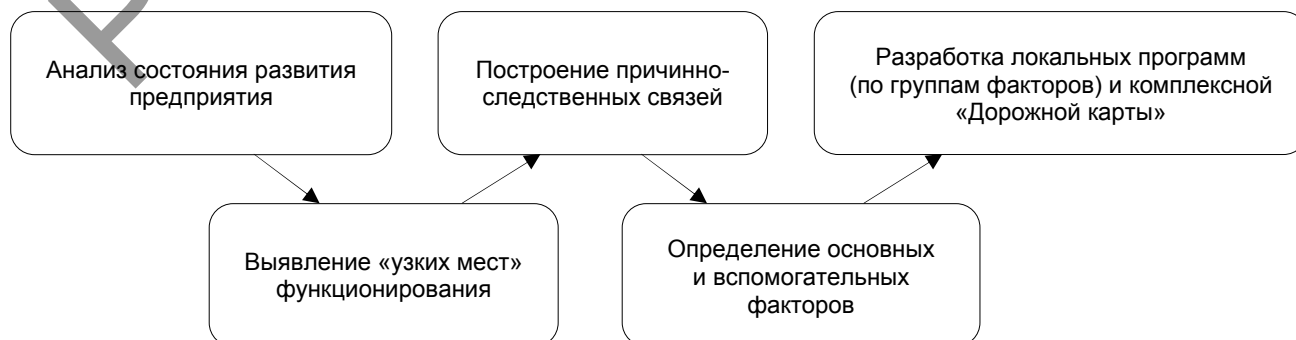 Анализ состояния развития
предприятия
Выявление «узких мест»
функционирования
Построение причинно-
следственных связей
Определение основных
и вспомогательных
факторов
Разработка локальных программ
(по группам факторов) и комплексной
«Дорожной карты»